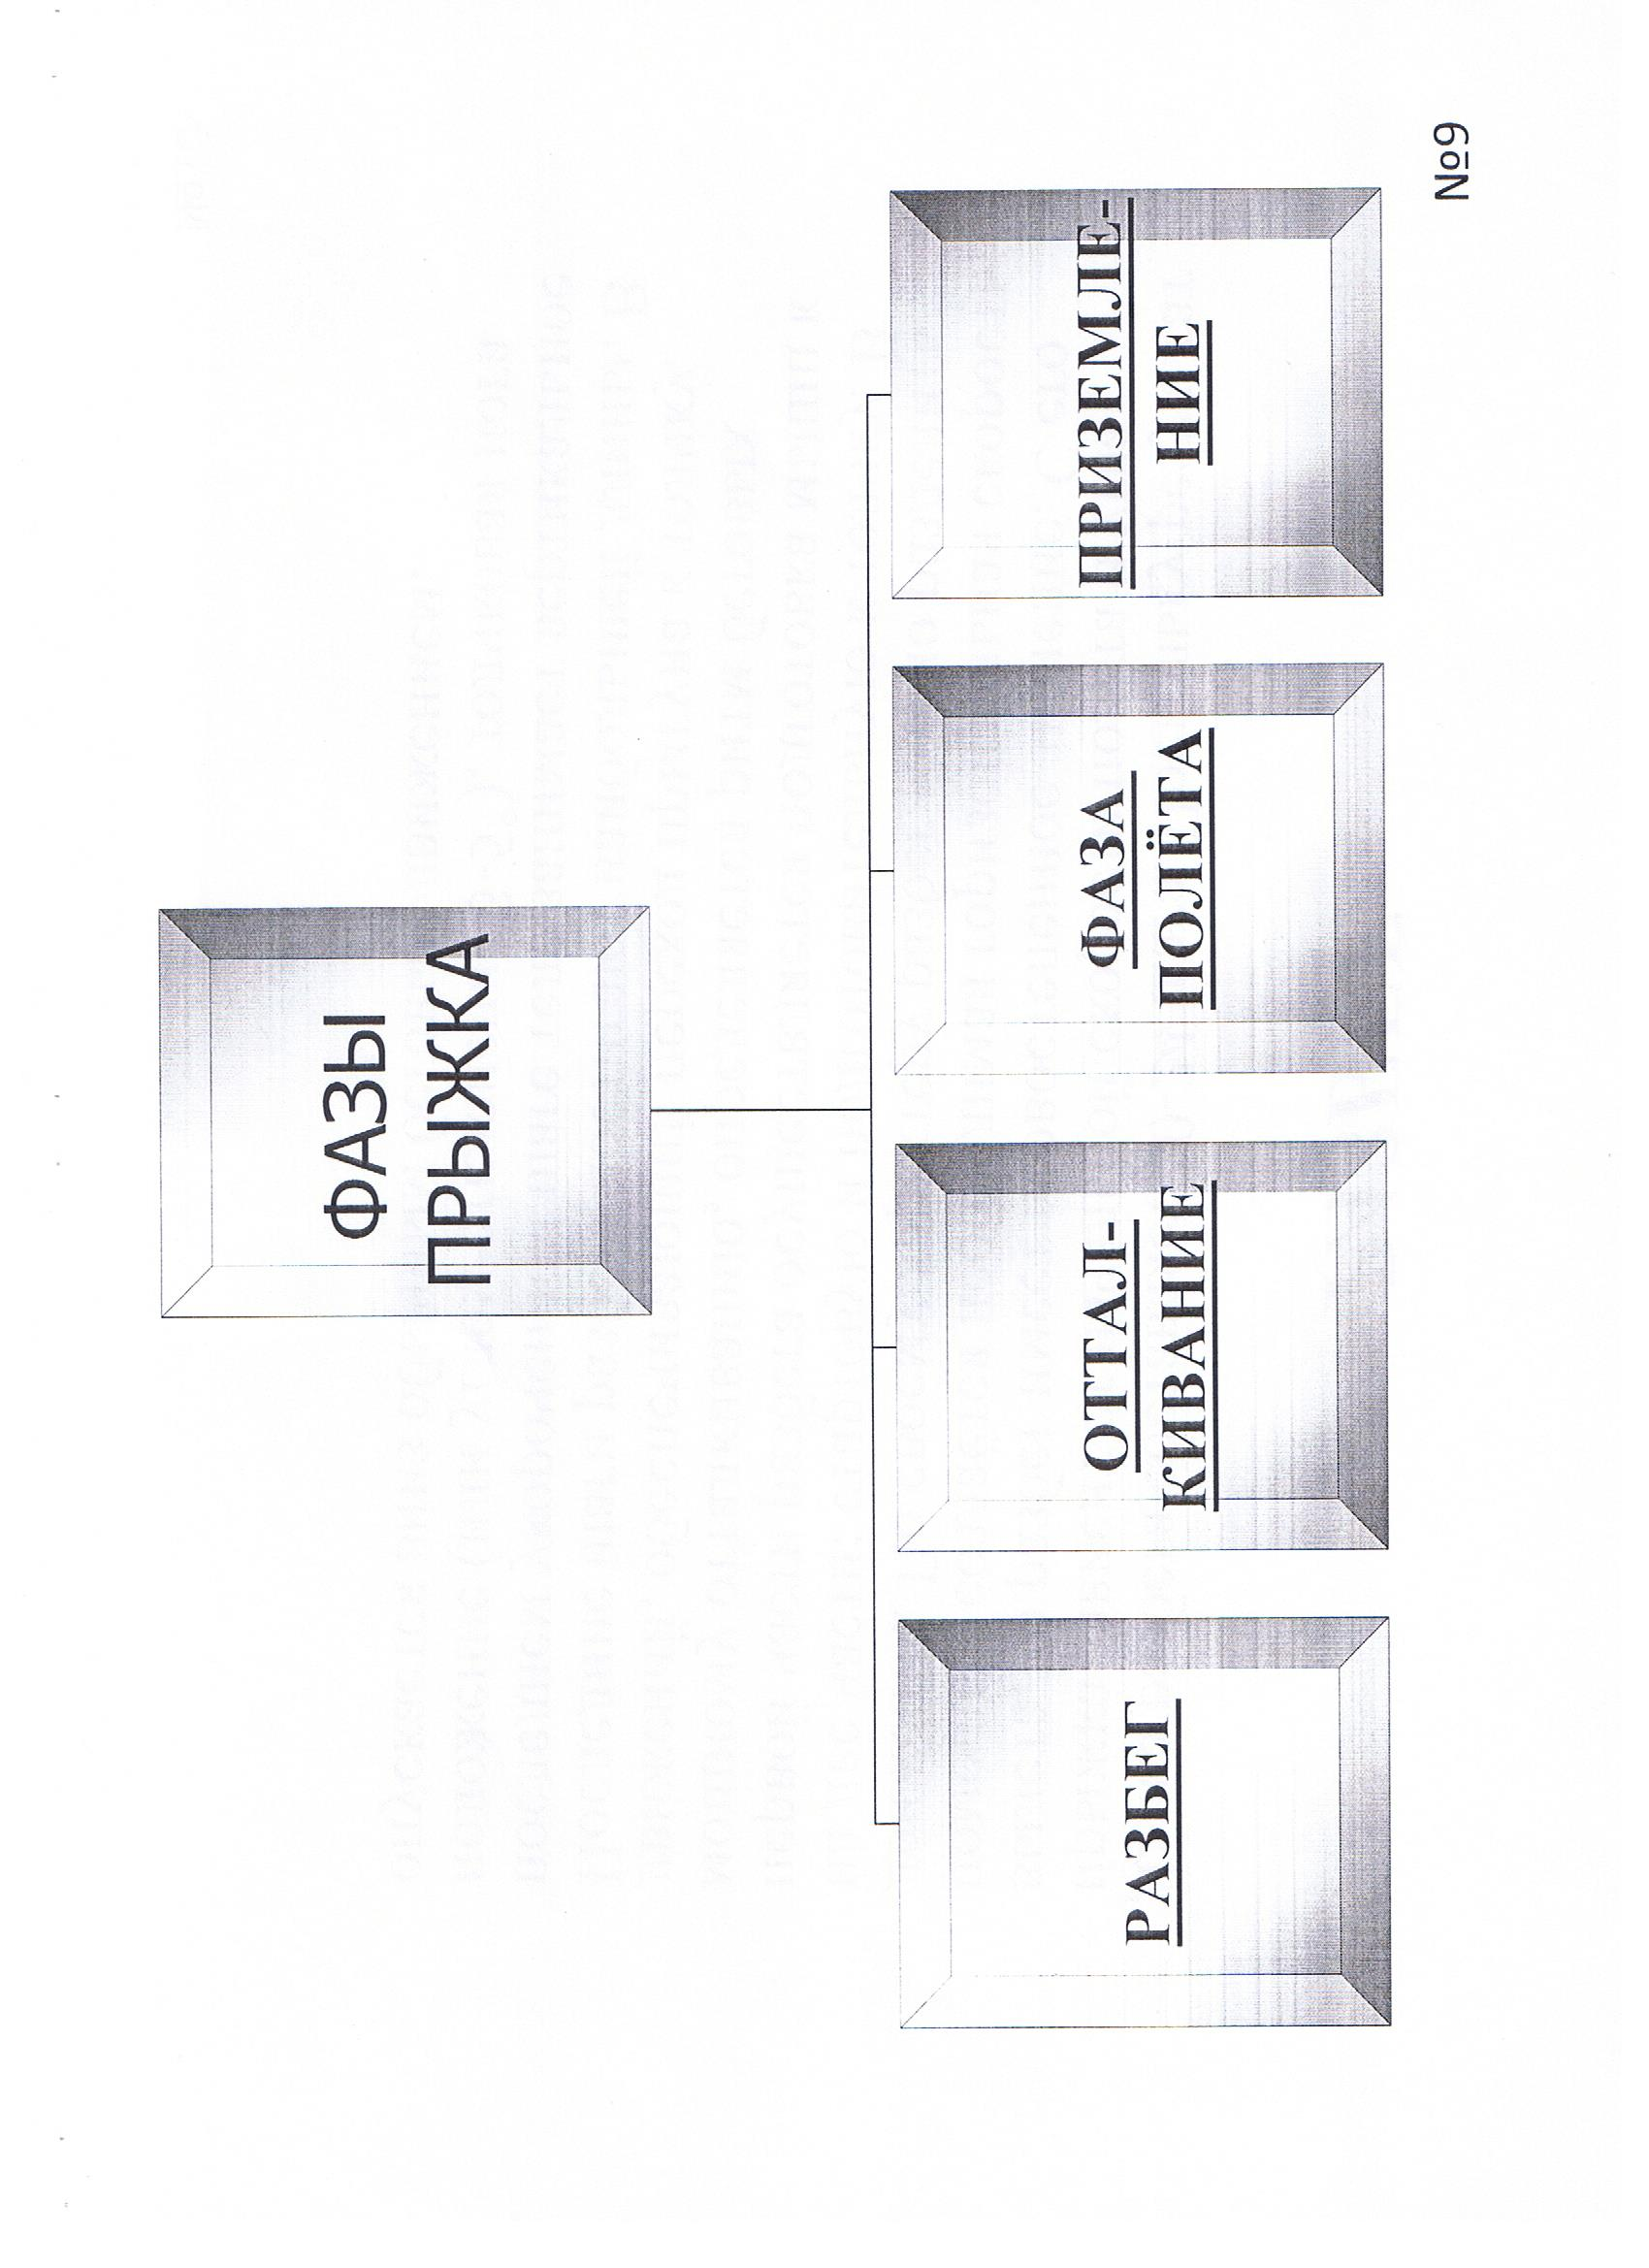 ФАЗЫ
ПРЫЖКА
РАЗБЕГ
ОТТАЛ-
КИВАНИЕ
ФАЗА
ПОЛЁТА
ПРИЗЕМЛЕ-
НИЕ
№9